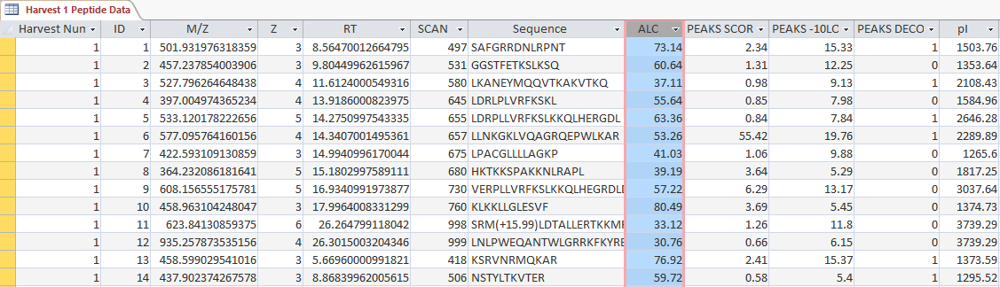 Harvest 1 Peptide Data
Harvest Nun ID M/Z Z RT SCAN Sequence ALC PEAKS SCOR PEAKS -10LC PEAKS DECO pI
1 1 501.931976318359 3 8.56470012664795 497 SAFGRRDNLRPNT 73.14 2.34 15.33 1 1503.76
1 2 457.237854003906 3 9.80449962615967 531 GGSTFETKSLKSQ 60.64 1.31 12.25 0 1353.64
1 3 527.796264648438 4 11.6124000549316 580 LKANEYMQQVTKAKVTKQ 37.11 0.98 9.13 1 2108.43
1 4 397.004974365234 4 13.9186000823975 645 LDRLPLVRFKSKL 55.64 0.85 7.98 0 1584.96
1 5 533.120178222656 5 14.2750997543335 655 LDRPLLVRFSLKKQLHERGDL 63.36 0.84 7.84 1 2646.28
1 6 577.095764160156 4 14.3407001495361 657 LLNKGKLVQAGRQEPWLKAR 53.26 55.42 19.76 1 2289.89
1 7 422.593109130859 3 14.9940996170044 675 LPACGLLLLAGKP 41.03 1.06 9.88 0 1265.6
1 8 364.232086181641 5 15.1802997589111 680 HKTKKSPAKKNLRAPL 39.19 3.64 5.29 0 1817.25
1 9 608.156555175781 5 16.9340991973877 730 VERPLLVRFKSLKKQLHEGRDL 57.22 6.29 13.17 0 3037.64
1 10 458.963104248047 3 17.9964008331299 760 KLKKLLGLESVF 80.49 3.69 5.45 0 1374.73
1 11 623.84130859375 6 26.264799118042 998 SRM(+15.99)LDTALLERTKKM 33.12 1.26 11.8 0 3739.29
1 12 935.257873535156 4 26.3015003204346 999 LNLPWEQANTWLGRRKFKYRE 30.76 0.66 6.15 0 3739.29
1 13 458.599029541016 3 5.66960000991821 418 KSRVNRMQKAR 76.92 2.41 15.37 1 1373.59
1 14 437.902374267578 3 8.86839962005615 506 NSTYLTKVTER 59.72 0.58 5.4 1 1295.52